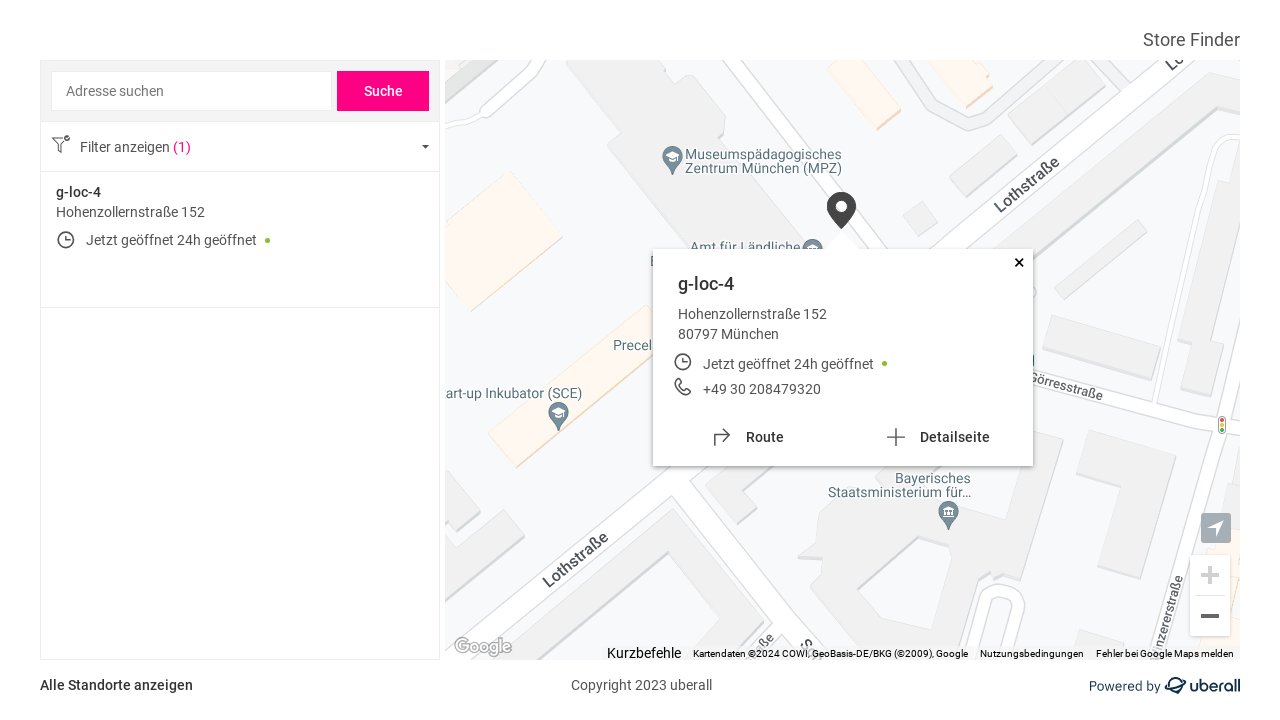 Store Finder
Adresse suchen
Suche
Filter anzeigen (1)
g-loc-4
Hohenzollernstraße 152
Jetzt geöffnet 24h geöffnet
Museumspädagogisches
Zentrum München (MPZ)
Lothstraße
Amt für Ländliche
g-loc-4
Hohenzollernstraße 152
80797 München
Jetzt geöffnet 24h geöffnet
+49 30 208479320
Route
Detailseite
Precel
art-up Inkubator (SCE)
Görresstraße
Bayerisches
Staatsministerium für...
Lothstraße
Google
Kurzbefehle
Kartendaten ©2024 COWI, GeoBasis-DE/BKG (©2009), Google
Nutzungsbedingungen
Fehler bei Google Maps melden
Alle Standorte anzeigen
Copyright 2023 uberall
Powered by uberall